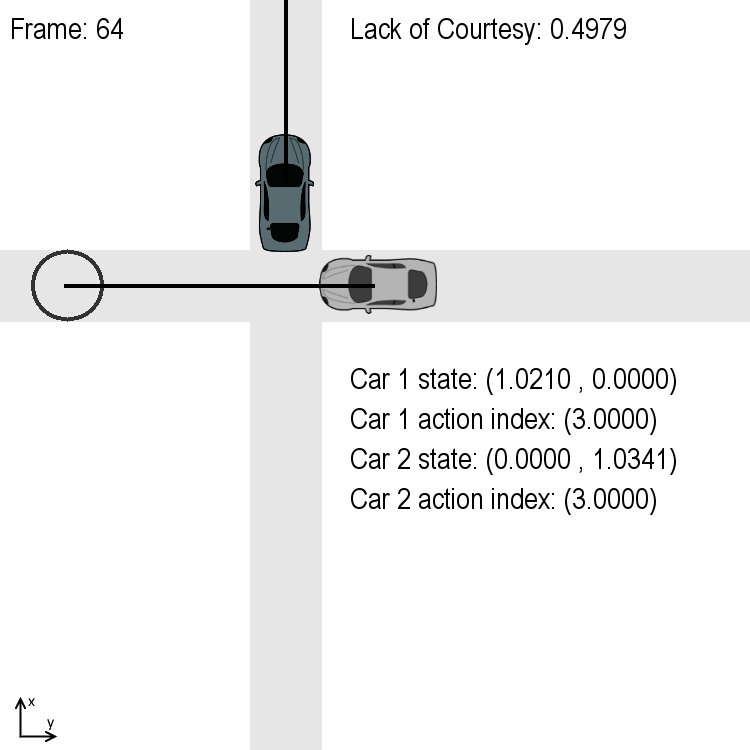 Frame: 64
Lack of Courtesy: 0.4979
Car 1 state: (1.0210 , 0.0000)
Car 1 action index: (3.0000)
Car 2 state: (0.0000 , 1.0341)
Car 2 action index: (3.0000)
x
y